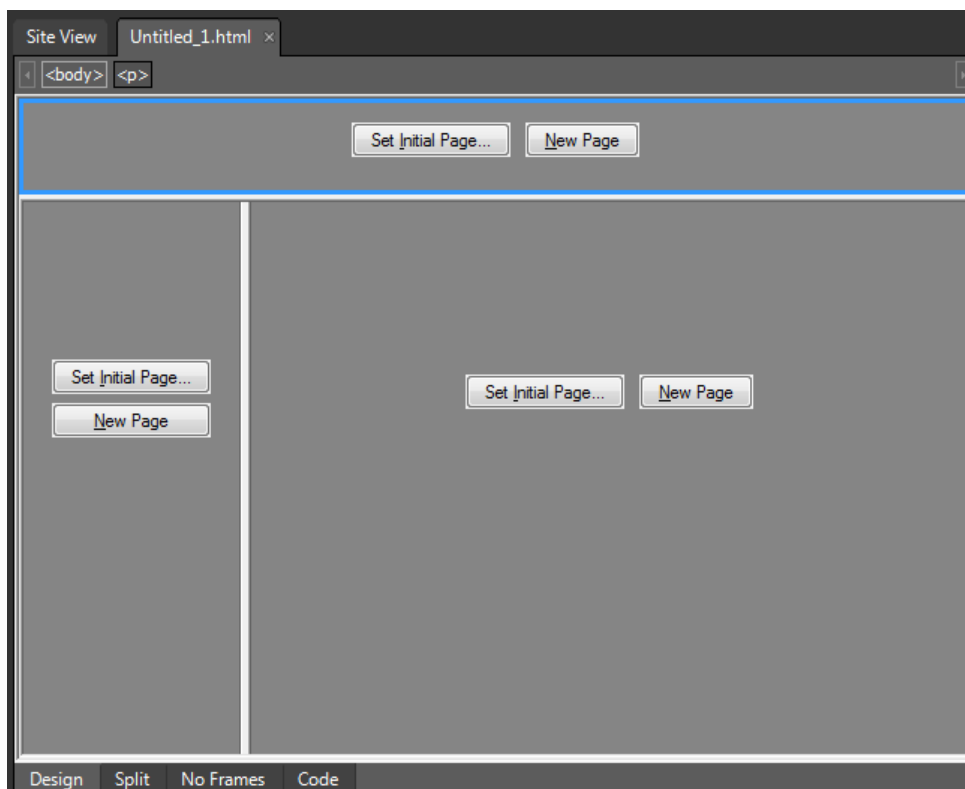 Site View Untitled_1.html ×
<body> <p>
Set Initial Page... New Page
Set Initial Page...
New Page
Set Initial Page... New Page
Design Split No Frames Code